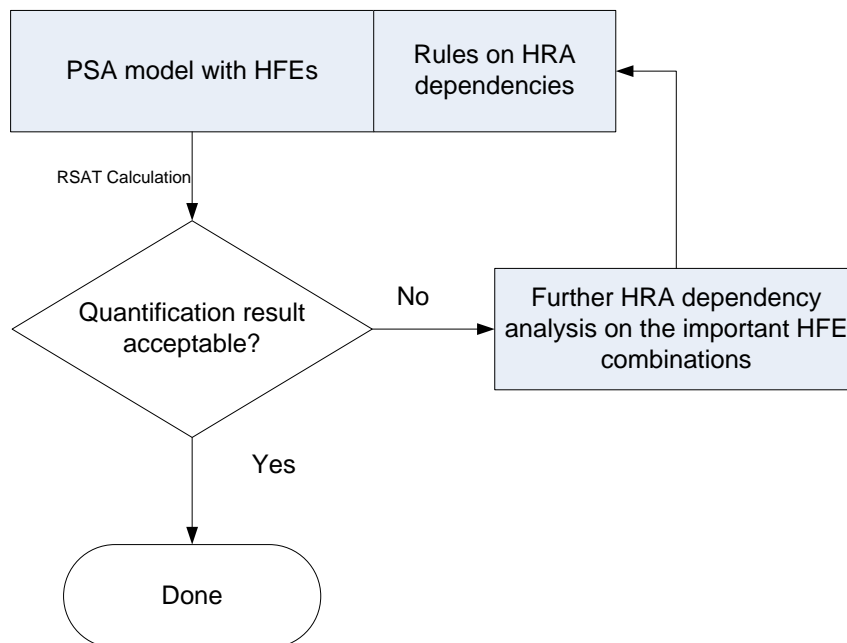 PSA model with HFEs
Rules on HRA
dependencies
RSAT Calculation
Quantification result
acceptable?
No
Further HRA dependency
analysis on the important HFE
combinations
Yes
Done